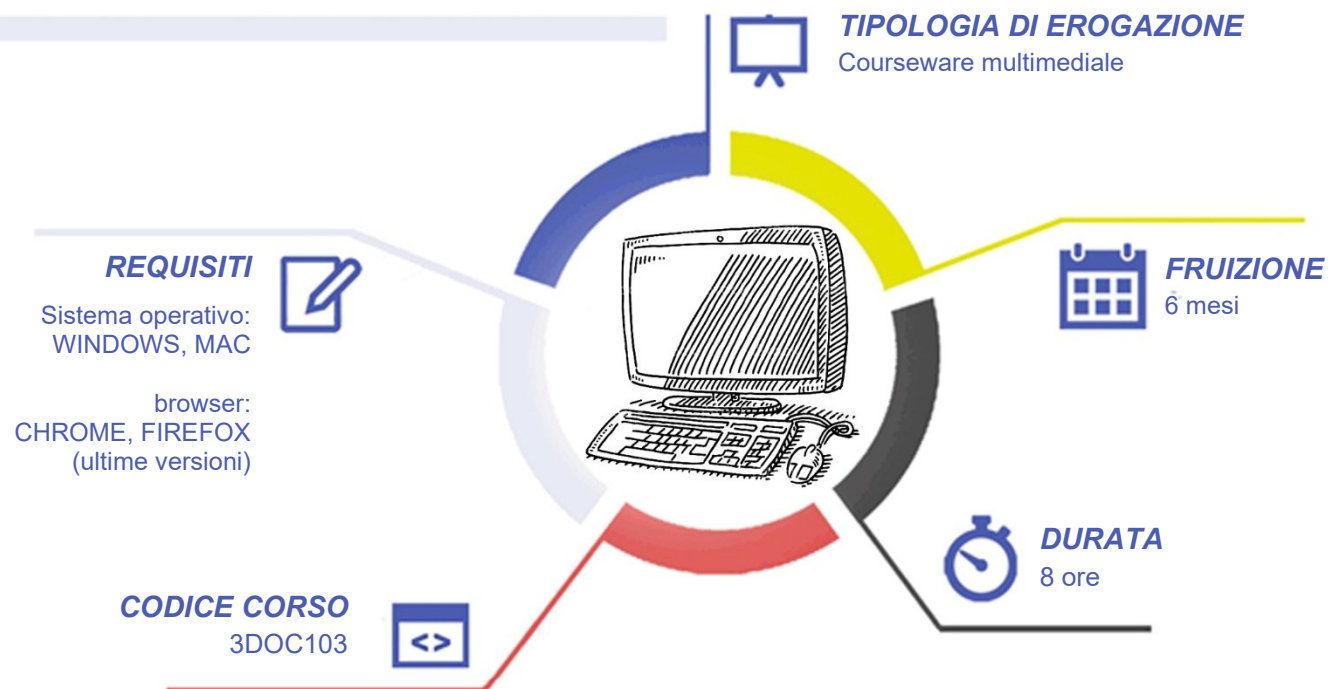 TIPOLOGIA DI EROGAZIONE
Courseware multimediale
REQUISITI
Sistema operativo:
WINDOWS, MAC
browser:
CHROME, FIREFOX
(ultime versioni)
FRUIZIONE
6 mesi
DURATA
8 ore
CODICE CORSO
3DOC103